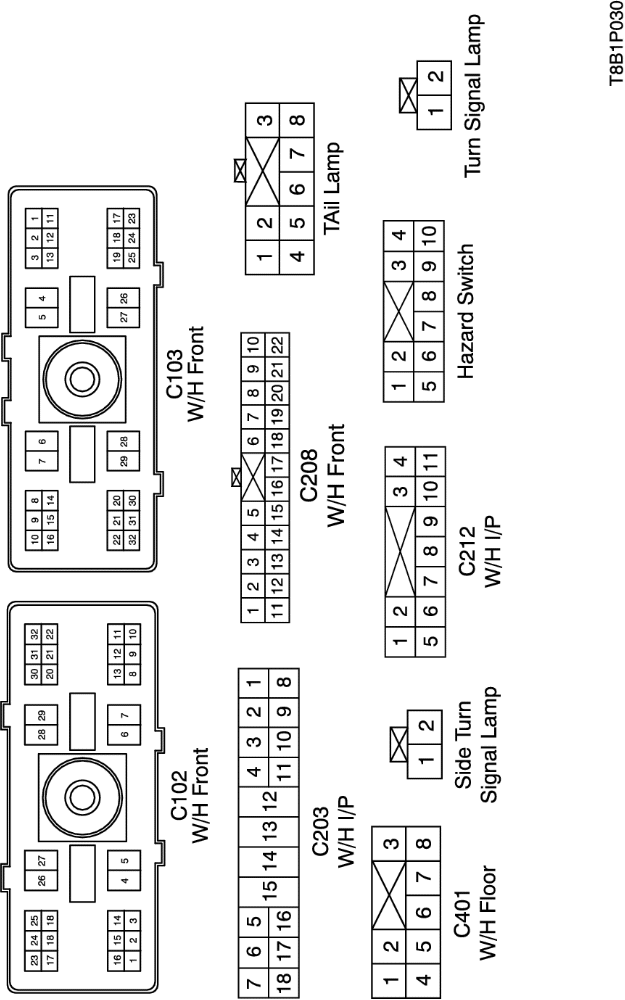 23 24 25 26 27 28 29 30 31 32
17 18 18 20 21 22
16 15 14 4 5 6 7 13 12 11
1 2 3 8 9 10
C102
W/H Front
10 9 8 7 6 5 4 3 2 1
16 15 14 13 12 11
22 21 20 29 28 27 26 19 18 17
32 31 30 25 24 23
C103
W/H Front
7 6 5 15 14 13 12 4 3 2 1
18 17 16 11 10 9 8
C203
W/H I/P
1 2 3 4 5 6 7 8 9 10
11 12 13 14 15 16 17 18 19 20 21 22
C208
W/H Front
1 2 3
4 5 6 7 8
TAil Lamp
1 2 3
4 5 6 7 8
C401
W/H Floor
1 2
Side Turn
Signal Lamp
1 2 3 4
5 6 7 8 9 10 11
C212
W/H I/P
1 2 3 4
5 6 7 8 9 10
Hazard Switch
1 2
Turn Signal Lamp
T8B1P030